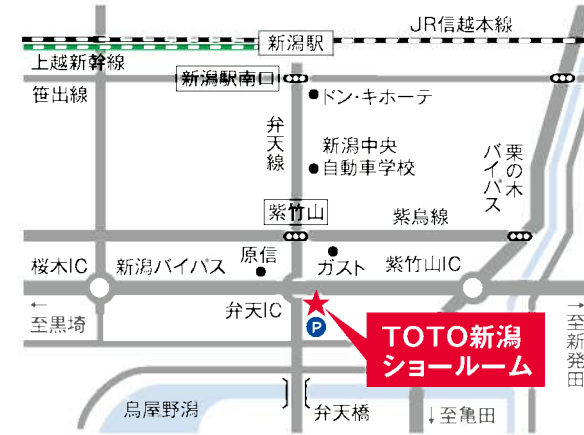 JR信越本線
新潟駅
上越新幹線
新潟駅南口
笹出線
ドン・キホーテ
弁天線
新潟中央
自動車学校
栗の木
バイパス
紫竹山
紫鳥線
原信
ガスト
桜木IC
新潟バイパス
紫竹山IC
←
至黒埼
弁天IC
P
TOTO新潟
ショールーム
→
至新発田
鳥屋野潟
弁天橋
↓至亀田